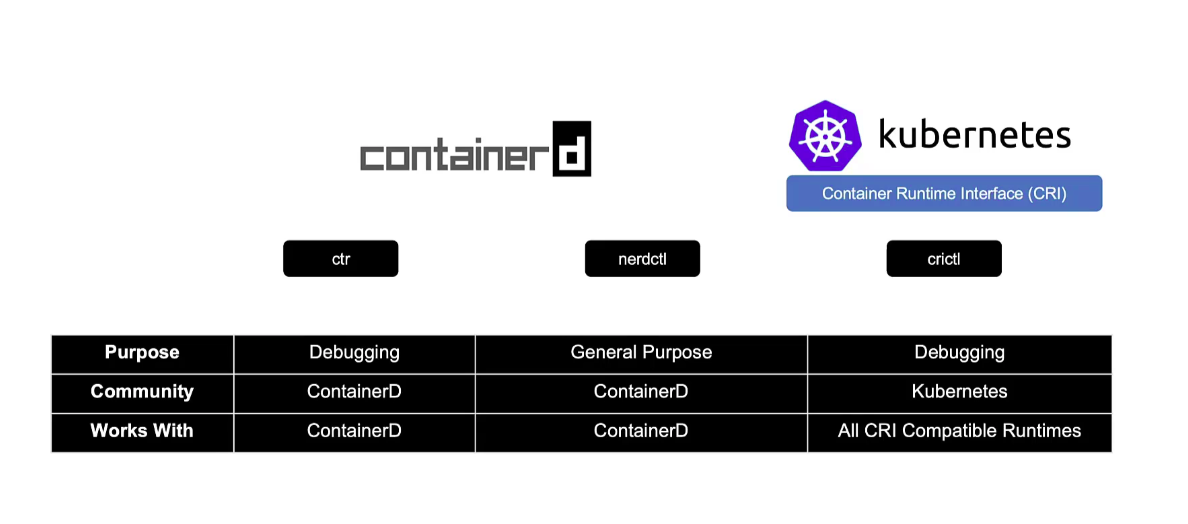 containerd
kubernetes
Container Runtime Interface (CRI)
ctr nerdctl crictl
Purpose Debugging General Purpose Debugging
Community ContainerD ContainerD Kubernetes
Works With ContainerD ContainerD All CRI Compatible Runtimes